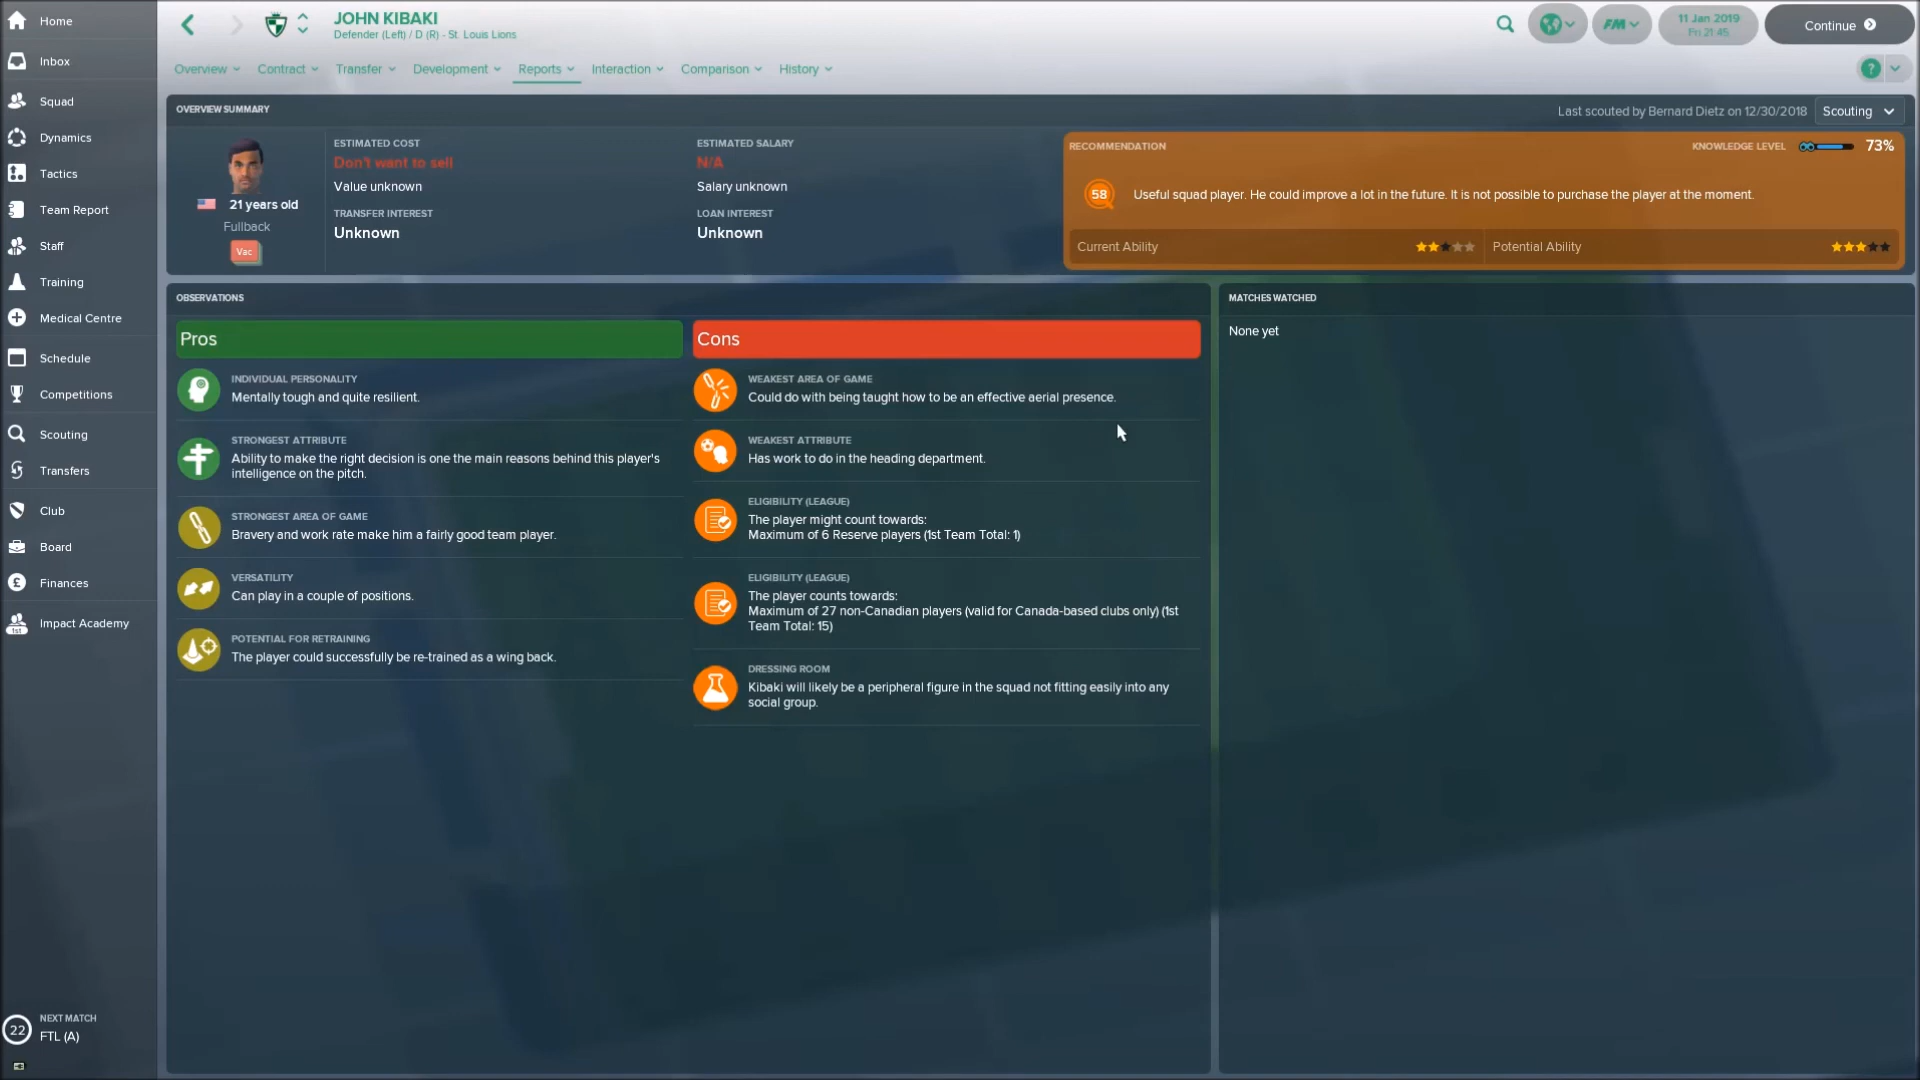 Home
Inbox
Squad
Dynamics
Tactics
Team Report
Staff
Training
Medical Centre
Schedule
Competitions
Scouting
Transfers
Club
Board
Finances
1st
Impact Academy
22
NEXT MATCH
FTL (A)
JOHN KIBAKI
Defender (Left) / D (R) - St. Louis Lions
FM
11 Jan 2019
Fri 21:45
Continue
Overview
Contract
Transfer
Development
Reports
Interaction
Comparison
History
?
OVERVIEW SUMMARY
Last scouted by Bernard Dietz on 12/30/2018
Scouting
21 years old
Fullback
Vac
ESTIMATED COST
Don't want to sell
Value unknown
TRANSFER INTEREST
Unknown
ESTIMATED SALARY
N/A
Salary unknown
LOAN INTEREST
Unknown
RECOMMENDATION
KNOWLEDGE LEVEL
73%
58
Useful squad player. He could improve a lot in the future. It is not possible to purchase the player at the moment.
Current Ability
Potential Ability
OBSERVATIONS
Pros
INDIVIDUAL PERSONALITY
Mentally tough and quite resilient.
STRONGEST ATTRIBUTE
Ability to make the right decision is one the main reasons behind this player's
intelligence on the pitch.
STRONGEST AREA OF GAME
Bravery and work rate make him a fairly good team player.
VERSATILITY
Can play in a couple of positions.
POTENTIAL FOR RETRAINING
The player could successfully be re-trained as a wing back.
Cons
WEAKEST AREA OF GAME
Could do with being taught how to be an effective aerial presence.
WEAKEST ATTRIBUTE
Has work to do in the heading department.
ELIGIBILITY (LEAGUE)
The player might count towards:
Maximum of 6 Reserve players (1st Team Total: 1)
ELIGIBILITY (LEAGUE)
The player counts towards:
Maximum of 27 non-Canadian players (valid for Canada-based clubs only) (1st
Team Total: 15)
DRESSING ROOM
Kibaki will likely be a peripheral figure in the squad not fitting easily into any
social group.
MATCHES WATCHED
None yet